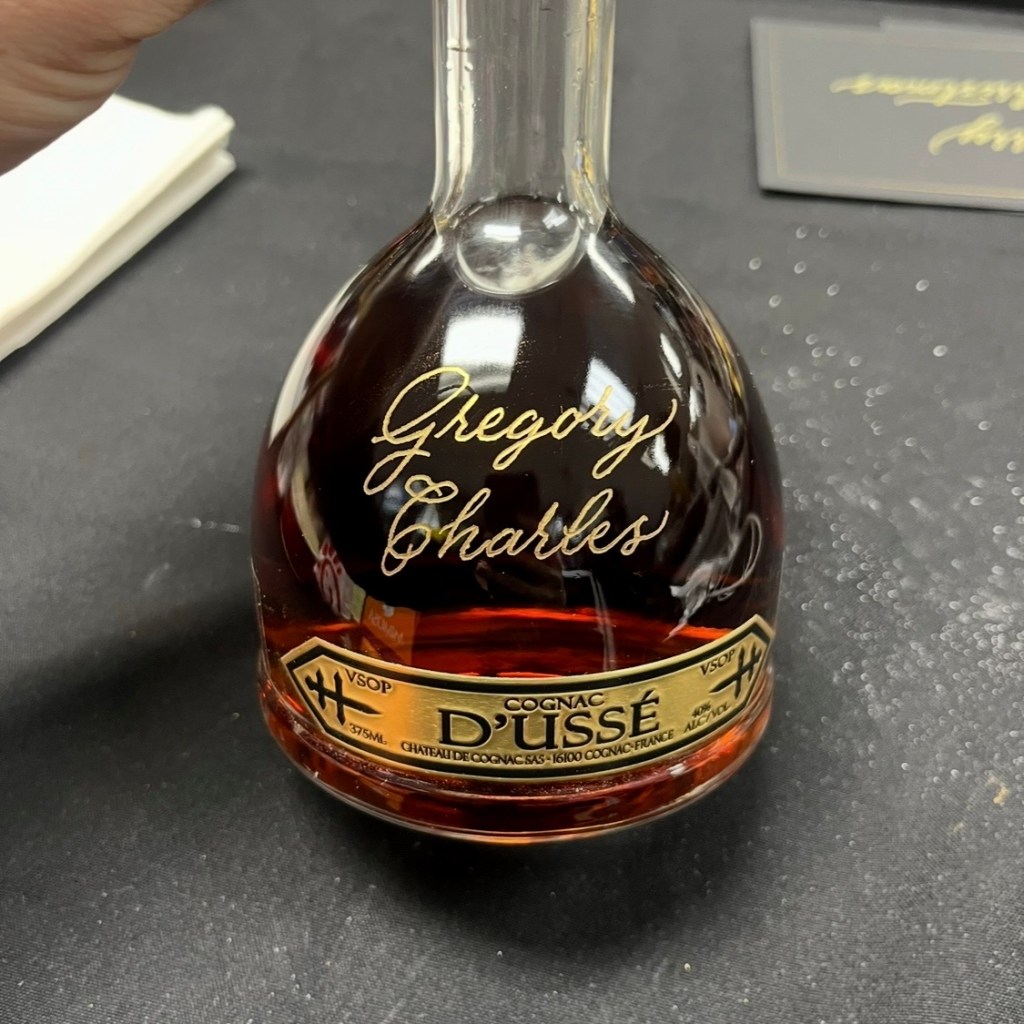 Gregory
Charles
VSOP
375ML
COGNAC
D'USSÉ
CHATEAU DE COGNAC SAS - 16100 COGNAC-FRANCE
VSOP
40%
ALC/VOL